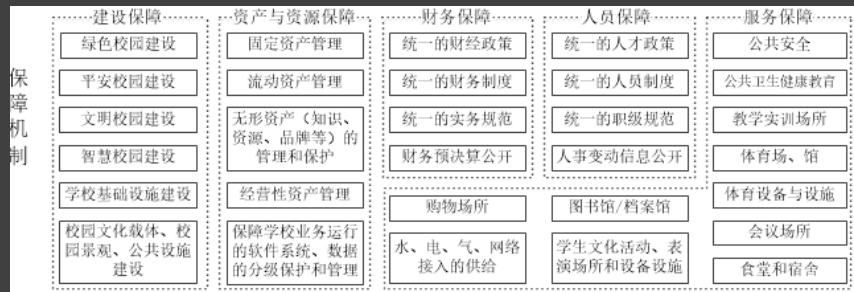 保障机制
建设保障
绿色校园建设
平安校园建设
文明校园建设
智慧校园建设
学校基础设施建设
校园文化载体、校
园景观、公共设施
建设
资产与资源保障
固定资产管理
流动资产管理
无形资产（知识、
资源、品牌等）的
管理和保护
经营性资产管理
保障学校业务运行
的软件系统、数据
的分级保护和管理
财务保障
统一的财经政策
统一的财务制度
统一的实务规范
财务预决算公开
人员保障
统一的人才政策
统一的人员制度
统一的职级规范
人事变动信息公开
服务保障
公共安全
公共卫生健康教育
教学实训场所
体育场、馆
体育设备与设施
会议场所
食堂和宿舍
购物场所
水、电、气、网络
接入的供给
图书馆/档案馆
学生文化活动、表
演场所和设备设施